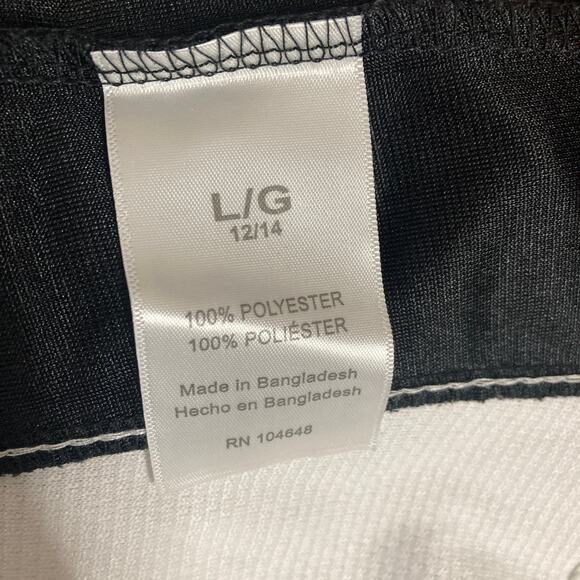 L/G
12/14
100% POLYESTER
100% POLIÉSTER
Made in Bangladesh
Hecho en Bangladesh
RN 104648